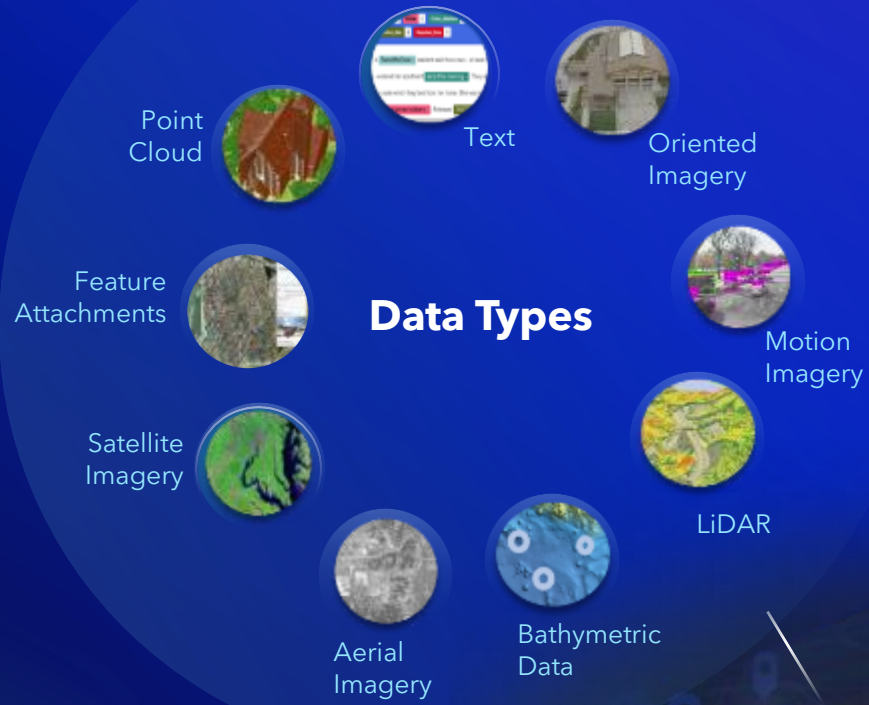 Text
Point
Cloud
Oriented
Imagery
Feature
Attachments
Data Types
Motion
Imagery
Satellite
Imagery
LiDAR
Bathymetric
Data
Aerial
Imagery